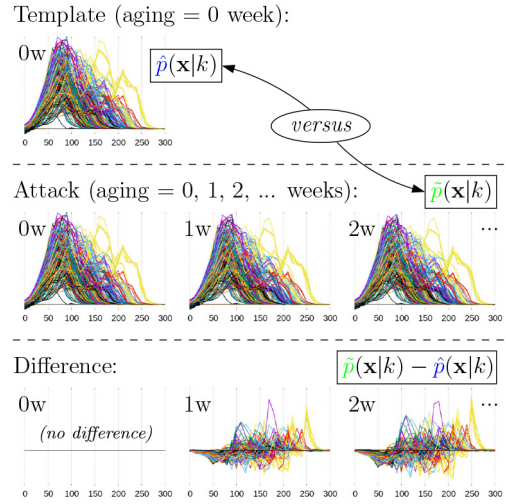 Template (aging = 0 week):
0w
p̂(x|k)
0 50 100 150 200 250 300
versus
Attack (aging = 0, 1, 2, ... weeks):
p̃(x|k)
0w 1w 2w ...
0 50 100 150 200 250 300 0 50 100 150 200 250 300 0 50 100 150 200 250 300
Difference:
p̃(x|k) − p̂(x|k)
0w 1w 2w ...
(no difference)
0 50 100 150 200 250 300 0 50 100 150 200 250 300 0 50 100 150 200 250 300